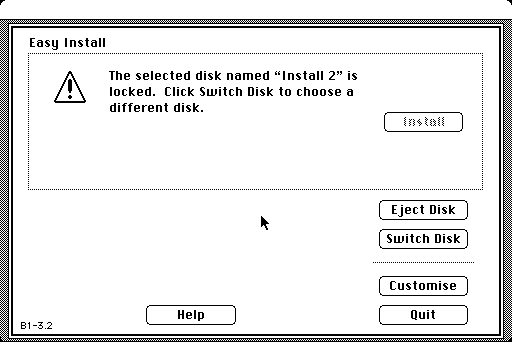 Easy Install
The selected disk named “Install 2” is
locked.  Click Switch Disk to choose a
different disk.
Install
Eject Disk
Switch Disk
Customise
Help
Quit
B1-3.2